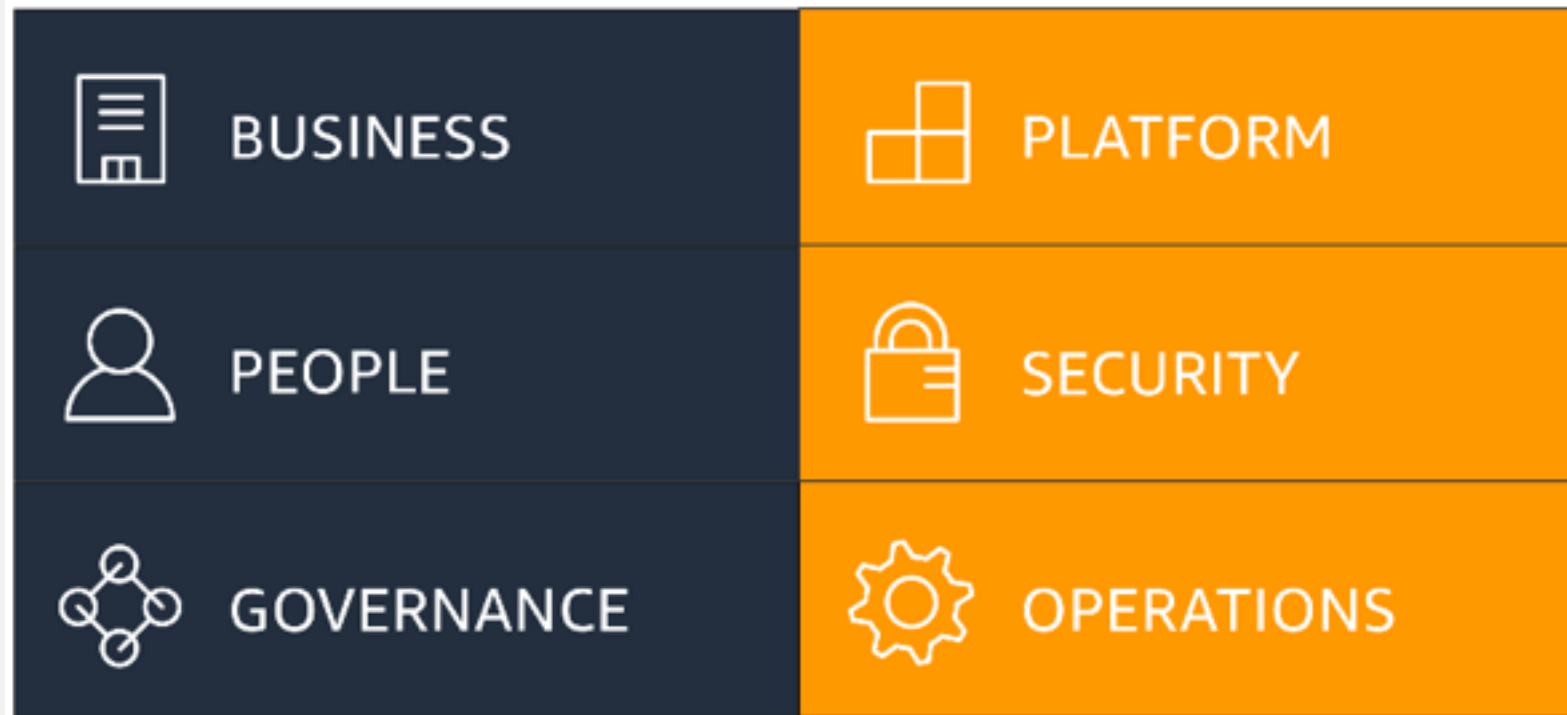 BUSINESS
PLATFORM
PEOPLE
SECURITY
GOVERNANCE
OPERATIONS